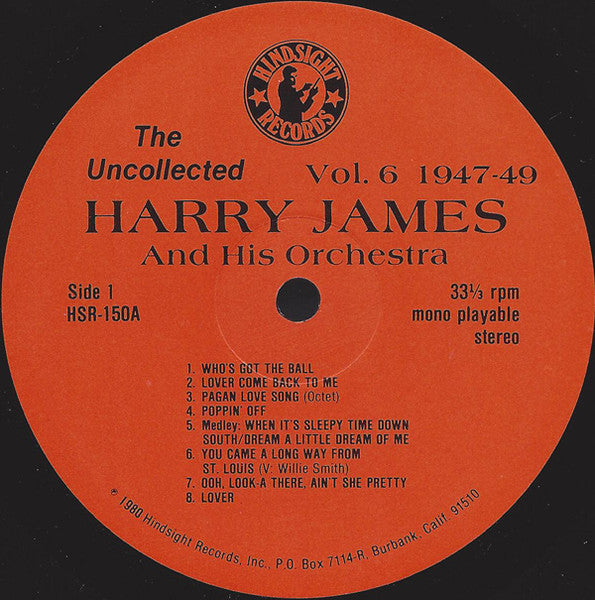 HINDSIGHT
RECORDS
The
Uncollected
Vol. 6 1947-49
HARRY JAMES
And His Orchestra
Side 1
HSR-150A
33⅓ rpm
mono playable
stereo
1. WHO'S GOT THE BALL
2. LOVER COME BACK TO ME
3. PAGAN LOVE SONG (Octet)
4. POPPIN' OFF
5. Medley: WHEN IT'S SLEEPY TIME DOWN
SOUTH/DREAM A LITTLE DREAM OF ME
6. YOU CAME A LONG WAY FROM
ST. LOUIS (V: Willie Smith)
7. OOH, LOOK-A THERE, AIN'T SHE PRETTY
8. LOVER
℗ 1980 Hindsight Records, Inc., P.O. Box 7114-R, Burbank, Calif. 91510